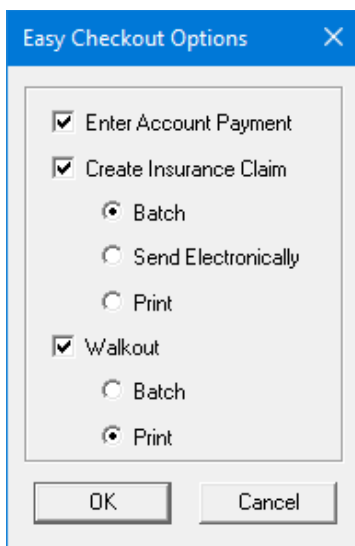 Easy Checkout Options
Enter Account Payment
Create Insurance Claim
Batch
Send Electronically
Print
Walkout
Batch
Print
OK
Cancel